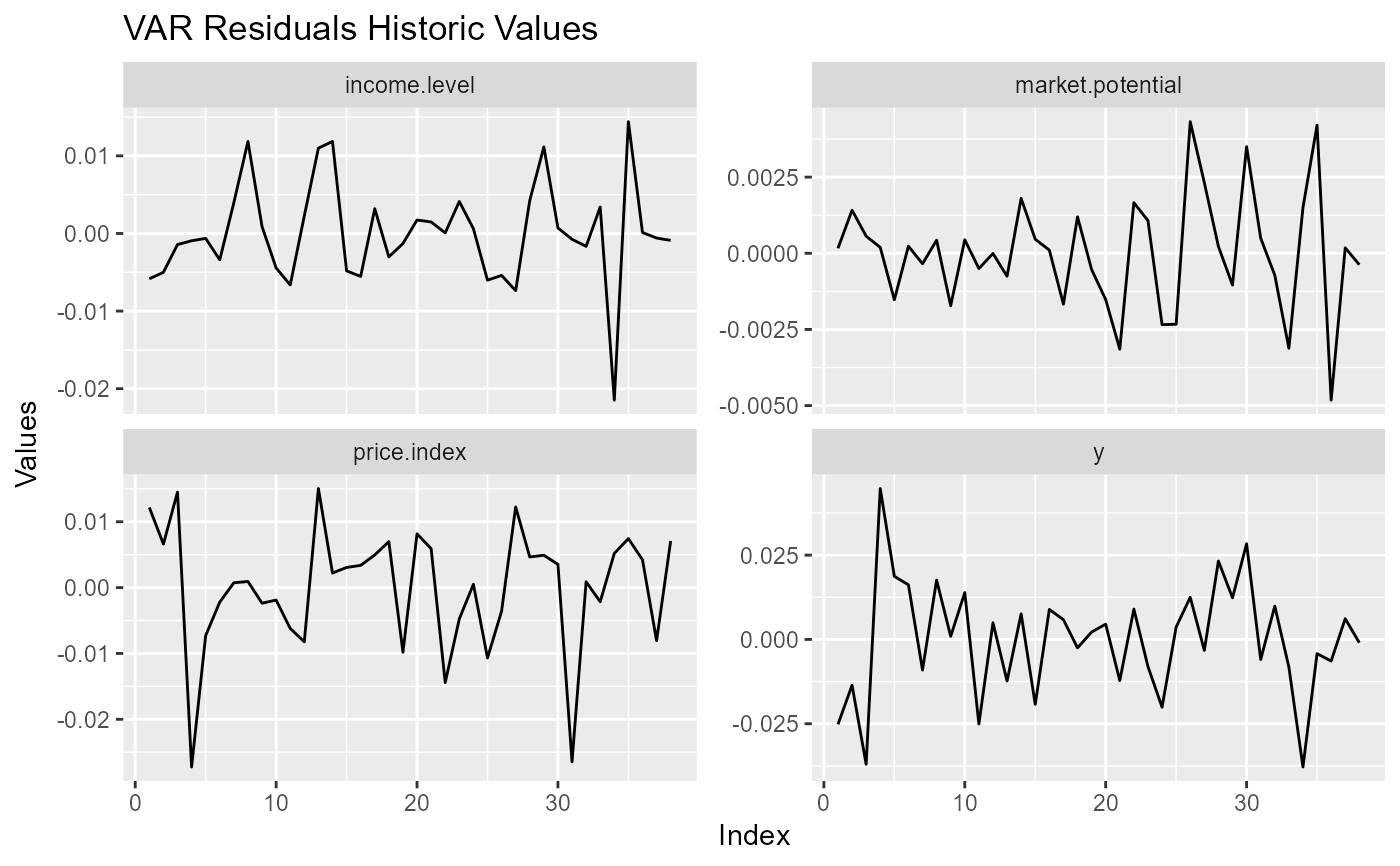 VAR Residuals Historic Values
income.level
market.potential
0.01
0.00
-0.01
-0.02
0.0025
0.0000
-0.0025
-0.0050
Values
price.index
y
0.01
0.00
-0.01
-0.02
0.025
0.000
-0.025
0 10 20 30
0 10 20 30
Index